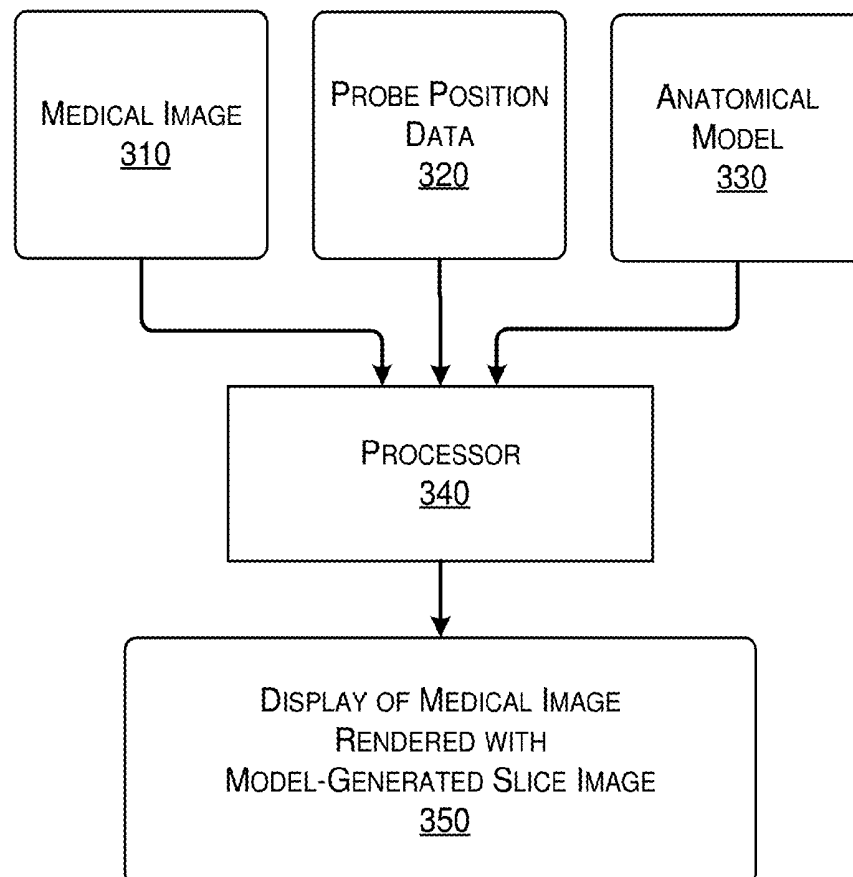 MEDICAL IMAGE
310
PROBE POSITION
DATA
320
ANATOMICAL
MODEL
330
PROCESSOR
340
DISPLAY OF MEDICAL IMAGE
RENDERED WITH
MODEL-GENERATED SLICE IMAGE
350